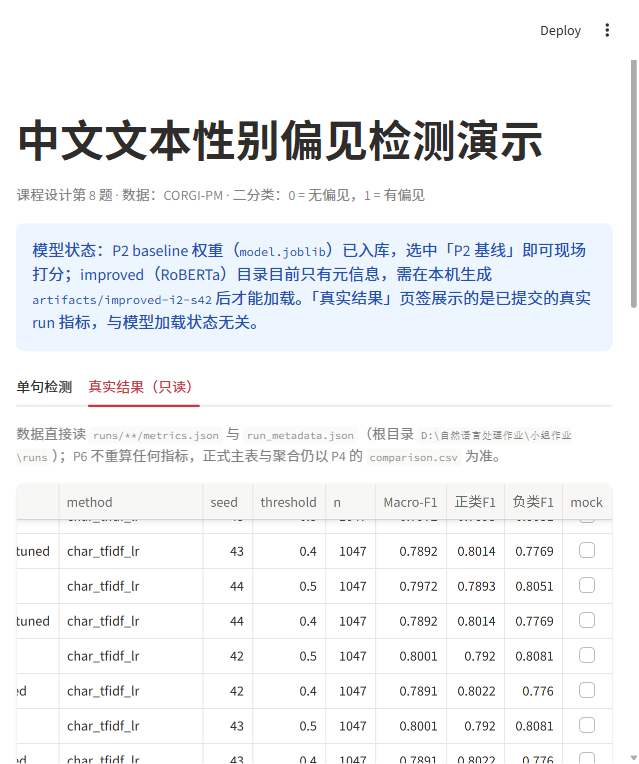 Deploy
中文文本性别偏见检测演示
课程设计第 8 题 · 数据：CORGI-PM · 二分类：0 = 无偏见，1 = 有偏见
模型状态：P2 baseline 权重（model.joblib）已入库，选中「P2 基线」即可现场
打分；improved（RoBERTa）目录目前只有元信息，需在本机生成
artifacts/improved-i2-s42 后才能加载。「真实结果」页签展示的是已提交的真实
run 指标，与模型加载状态无关。
单句检测 真实结果（只读）
数据直接读 runs/**/metrics.json 与 run_metadata.json （根目录 D:\自然语言处理作业\小组作业
\runs ）；P6 不重算任何指标，正式主表与聚合仍以 P4 的 comparison.csv 为准。
method seed threshold n Macro-F1 正类F1 负类F1 mock
tuned char_tfidf_lr 43 0.4 1047 0.7892 0.8014 0.7769
char_tfidf_lr 44 0.5 1047 0.7972 0.7893 0.8051
tuned char_tfidf_lr 44 0.4 1047 0.7892 0.8014 0.7769
char_tfidf_lr 42 0.5 1047 0.8001 0.792 0.8081
ed char_tfidf_lr 42 0.4 1047 0.7891 0.8022 0.776
char_tfidf_lr 43 0.5 1047 0.8001 0.792 0.8081
ed char_tfidf_lr 43 0.4 1047 0.7891 0.8022 0.776